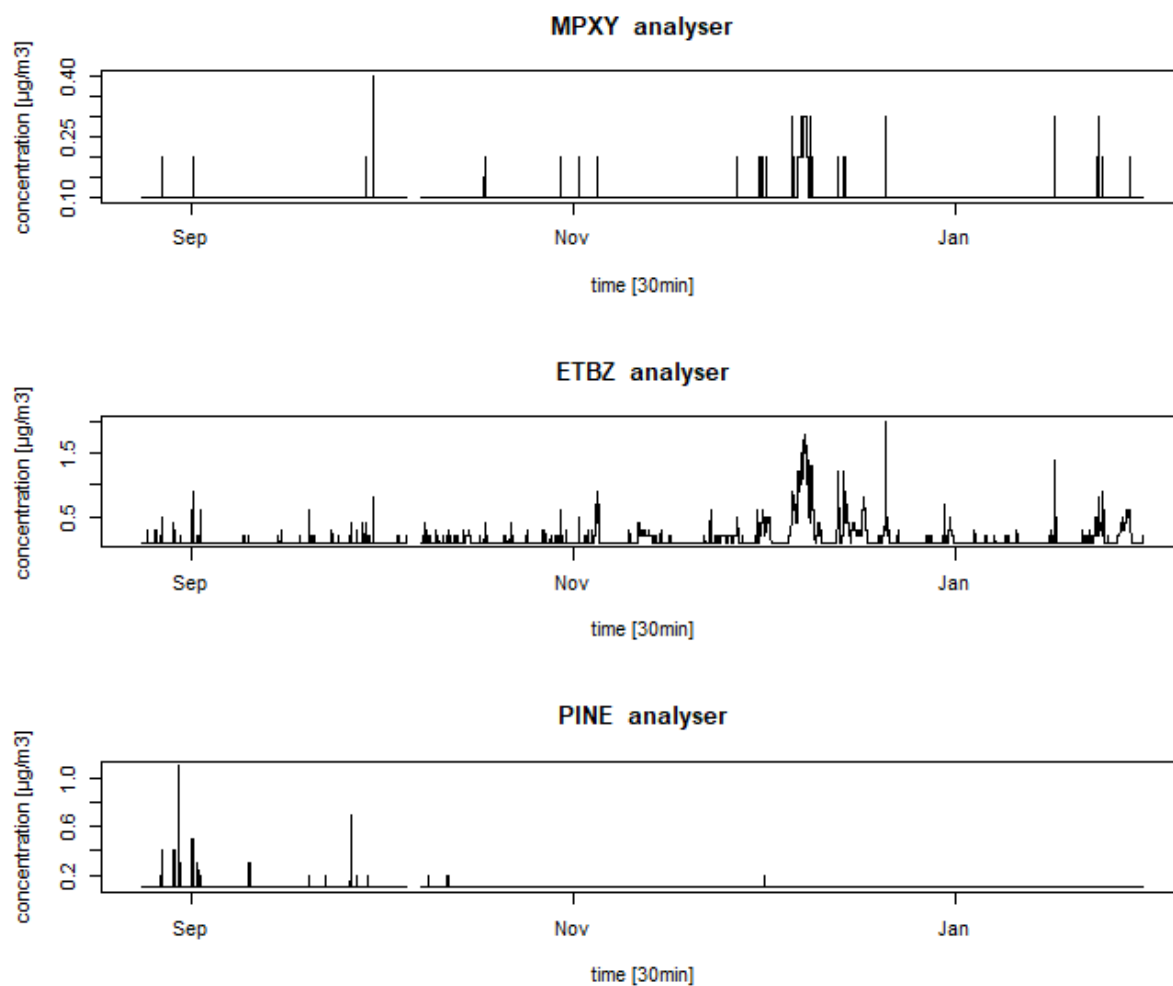 MPXY analyser
concentration [µg/m3]
0.40
0.25
0.10
Sep Nov Jan
time [30min]
ETBZ analyser
concentration [µg/m3]
1.5
0.5
Sep Nov Jan
time [30min]
PINE analyser
concentration [µg/m3]
1.0
0.6
0.2
Sep Nov Jan
time [30min]